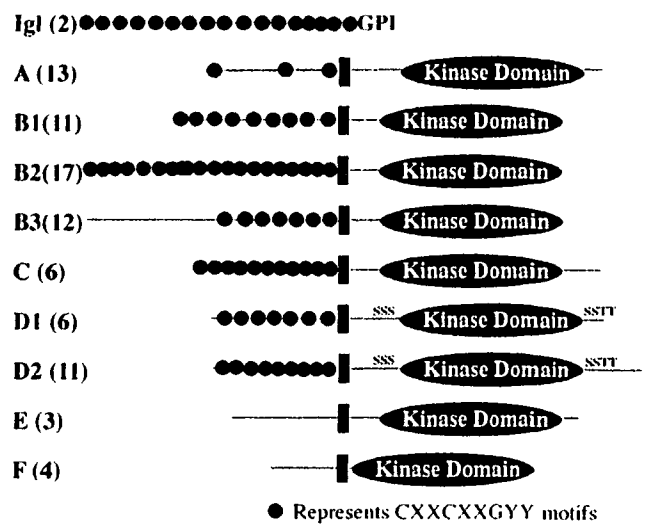 Igl (2) GPI
A (13) Kinase Domain
B1(11) Kinase Domain
B2(17) Kinase Domain
B3(12) Kinase Domain
C (6) Kinase Domain
D1 (6) SSS Kinase Domain SSTT
D2 (11) SSS Kinase Domain SSTT
E (3) Kinase Domain
F (4) Kinase Domain
Represents CXXCXXGYY motifs